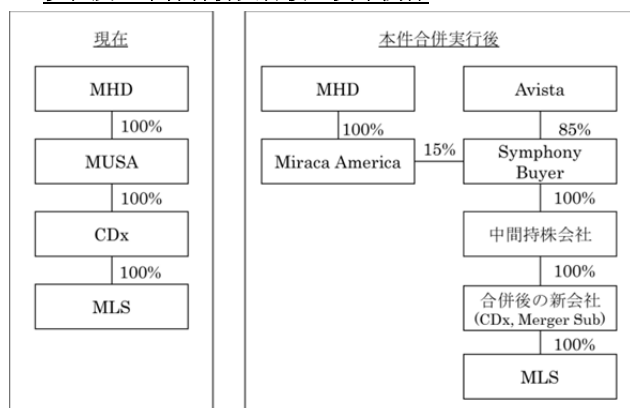 現在
MHD
100%
MUSA
100%
CDx
100%
MLS
本件合併実行後
MHD
Avista
100%
85%
Miraca America
15%
Symphony
Buyer
100%
中間持株会社
100%
合併後の新会社
(CDx, Merger Sub)
100%
MLS